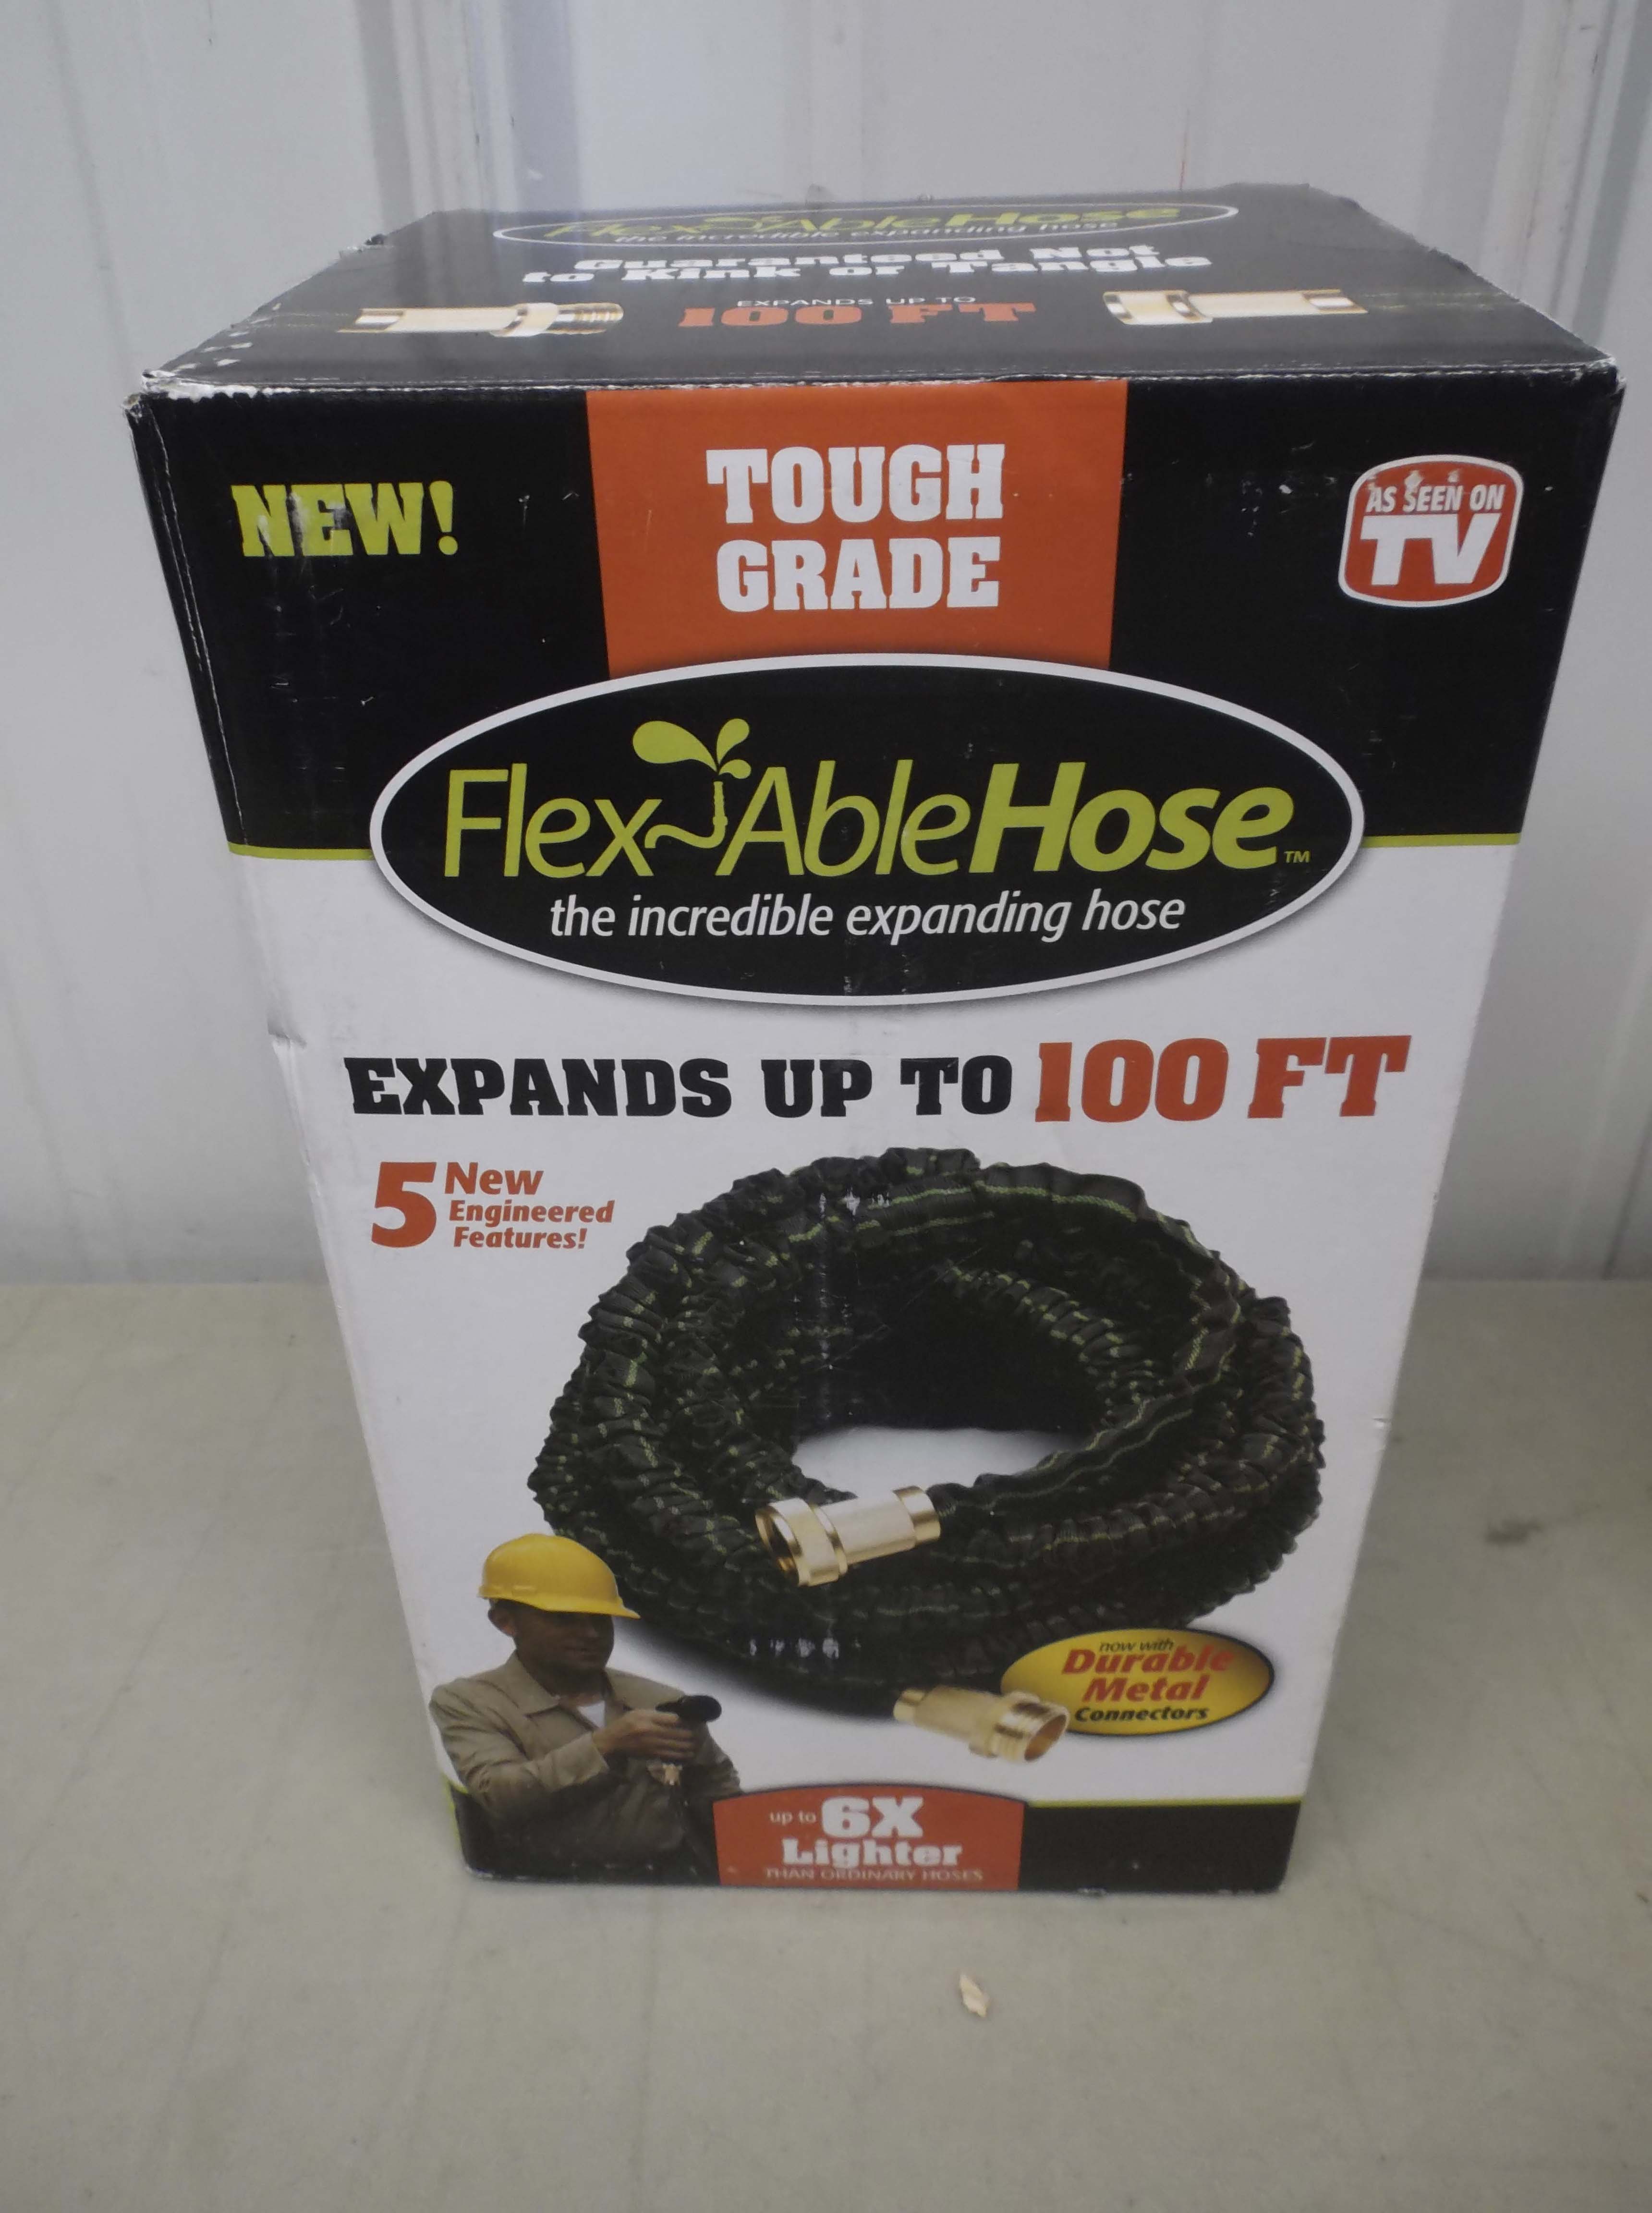 Flex AbleHose
the incredible expanding hose
Guaranteed Not
to Kink or Tangle
EXPANDS UP TO
100 FT
NEW!
TOUGH
GRADE
AS SEEN ON
TV
Flex AbleHose™
the incredible expanding hose
EXPANDS UP TO 100 FT
5 New
Engineered
Features!
now with
Durable
Metal
Connectors
up to 6X
Lighter
THAN ORDINARY HOSES